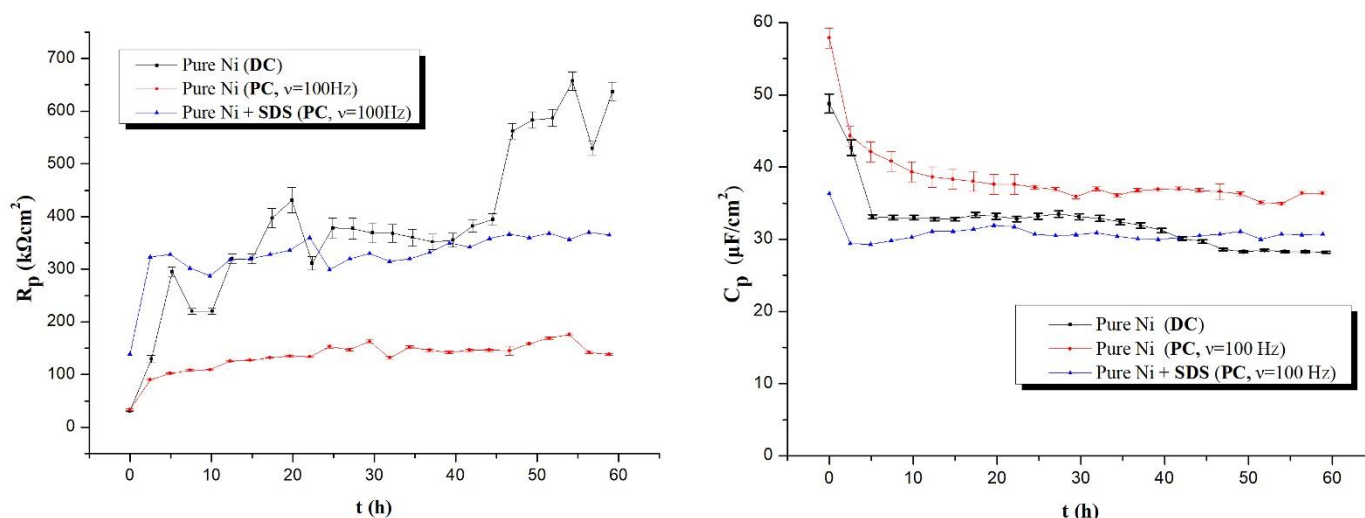 700
600
500
400
300
200
100
0
Rp (kΩcm²)
Pure Ni (DC)
Pure Ni (PC, ν=100Hz)
Pure Ni + SDS (PC, ν=100Hz)
0 10 20 30 40 50 60
t (h)
60
50
40
30
20
10
0
Cp (µF/cm²)
Pure Ni (DC)
Pure Ni (PC, ν=100 Hz)
Pure Ni + SDS (PC, ν=100 Hz)
0 10 20 30 40 50 60
t (h)